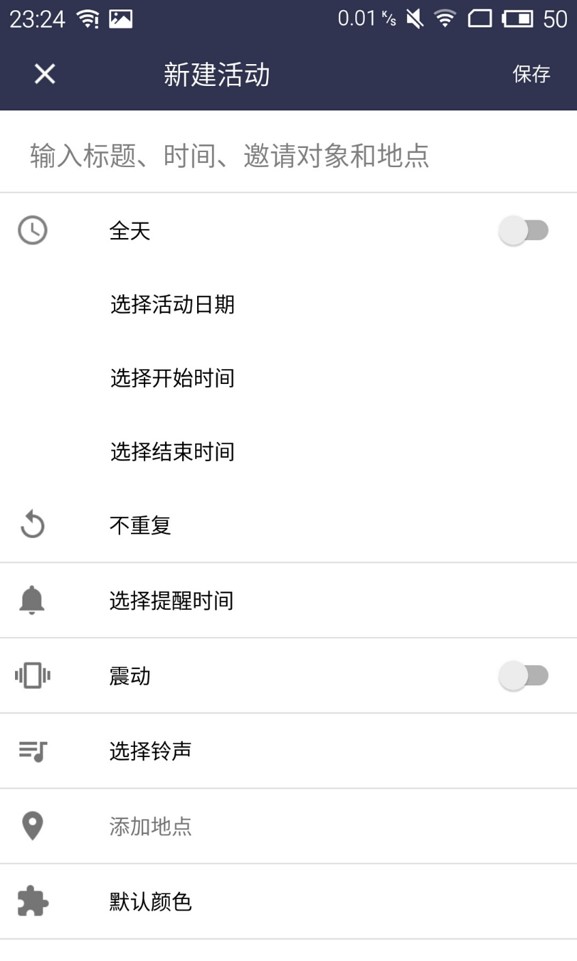 23:24 0.01 K/s 50
新建活动 保存
输入标题、时间、邀请对象和地点
全天
选择活动日期
选择开始时间
选择结束时间
不重复
选择提醒时间
震动
选择铃声
添加地点
默认颜色